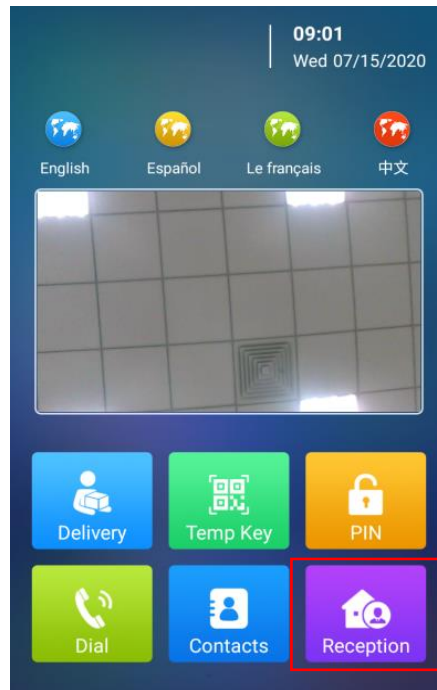 09:01
Wed 07/15/2020
English Español Le français 中文
Delivery Temp Key PIN
Dial Contacts Reception